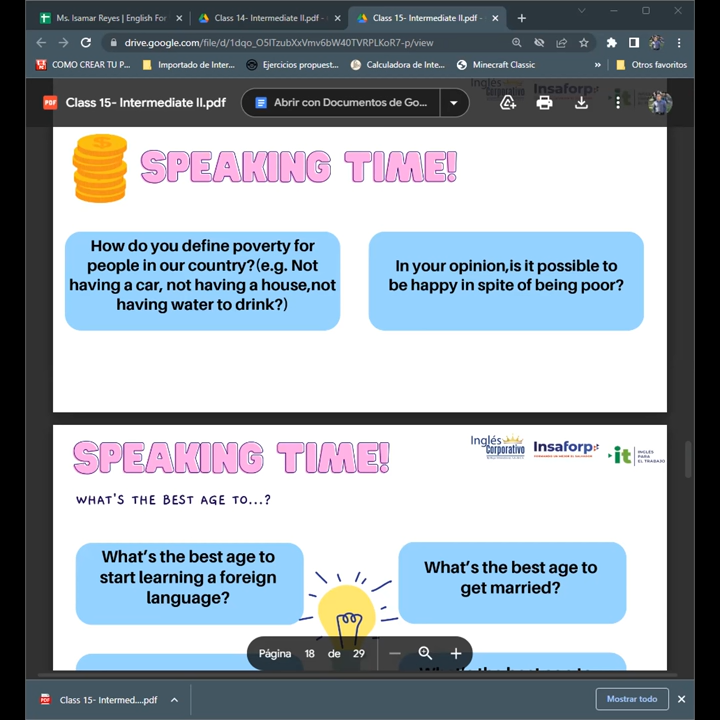 Ms. Isamar Reyes | English For
Class 14- Intermediate II.pdf -
Class 15- Intermediate II.pdf -
drive.google.com/file/d/1dqo_O5ITzubXxVmv6bW40TVRPLKoR7-p/view
COMO CREAR TU P...
Importado de Inter...
Ejercicios propuest...
Calculadora de Inte...
Minecraft Classic
»
Otros favoritos
PDF
Class 15- Intermediate II.pdf
Abrir con Documentos de Go...
SPEAKING TIME!
How do you define poverty for
people in our country?(e.g. Not
having a car, not having a house,not
having water to drink?)
In your opinion,is it possible to
be happy in spite of being poor?
SPEAKING TIME!
Inglés
Corporativo
Insaforp
it
INGLÉS
PARA
EL TRABAJO
WHAT'S THE BEST AGE TO...?
What's the best age to
start learning a foreign
language?
What's the best age to
get married?
Página 18 de 29
Class 15- Intermed....pdf
Mostrar todo